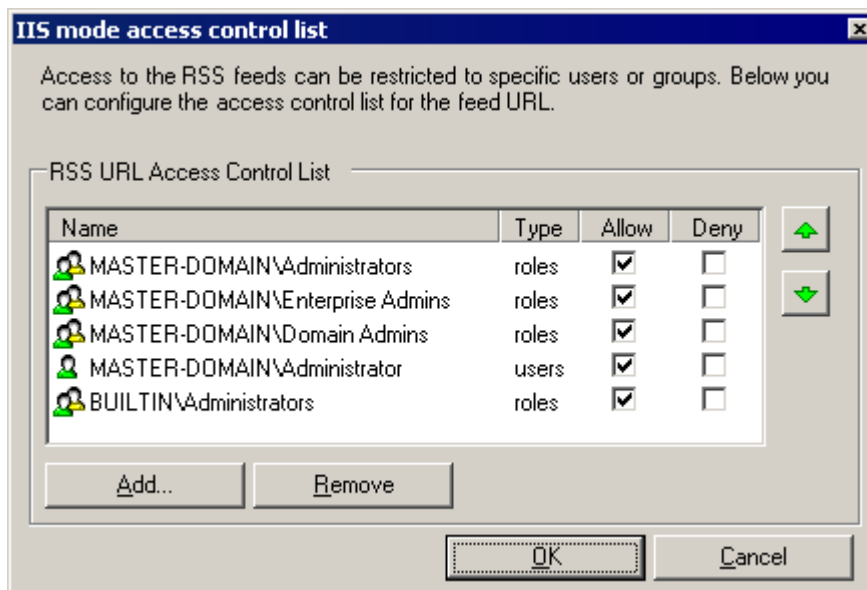 IIS mode access control list
Access to the RSS feeds can be restricted to specific users or groups. Below you
can configure the access control list for the feed URL.
RSS URL Access Control List
Name Type Allow Deny
MASTER-DOMAIN\Administrators roles
MASTER-DOMAIN\Enterprise Admins roles
MASTER-DOMAIN\Domain Admins roles
MASTER-DOMAIN\Administrator users
BUILTIN\Administrators roles
Add... Remove
OK Cancel